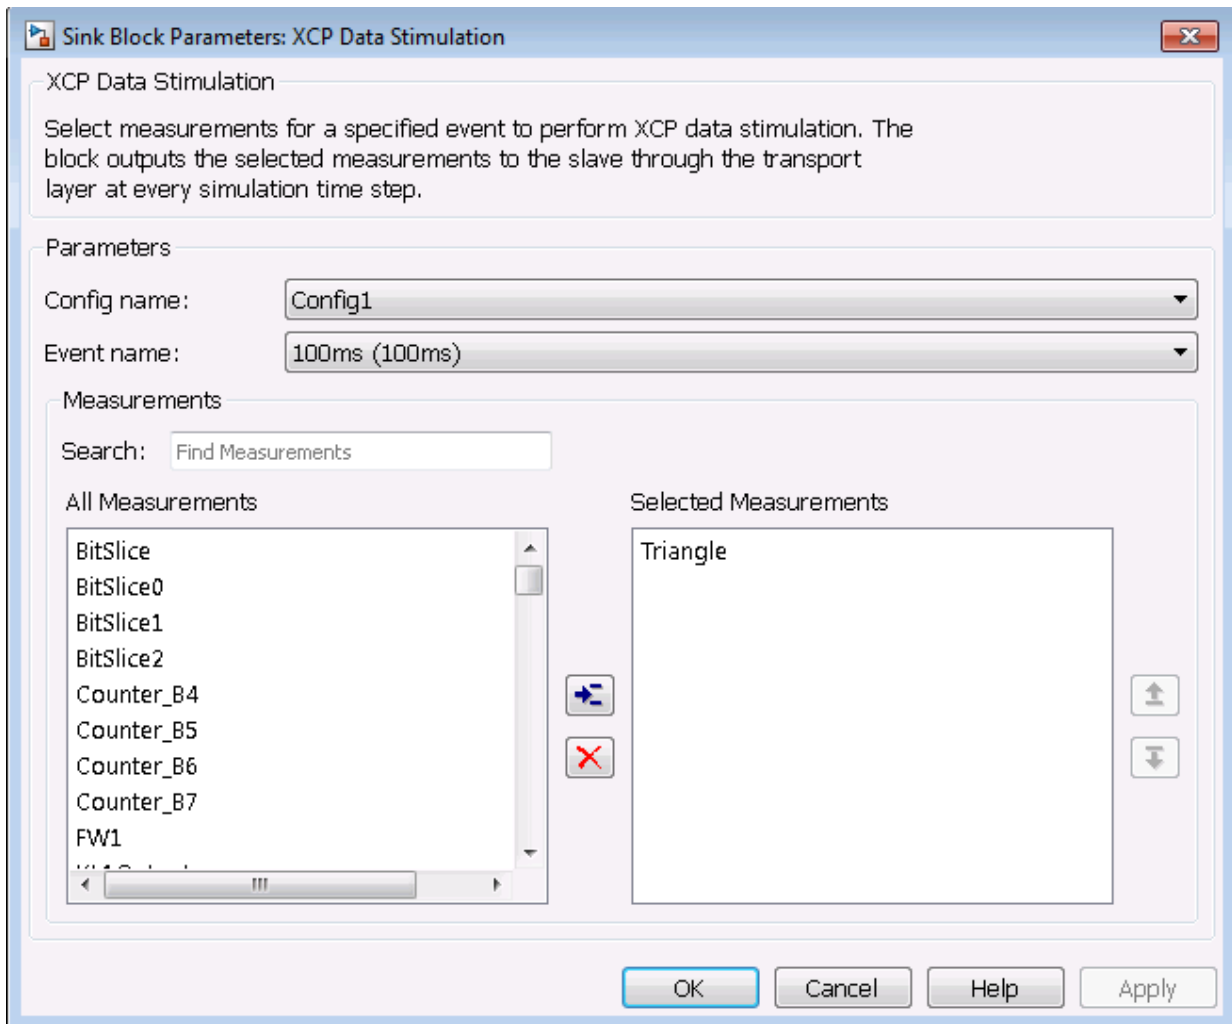 Sink Block Parameters: XCP Data Stimulation
XCP Data Stimulation
Select measurements for a specified event to perform XCP data stimulation. The
block outputs the selected measurements to the slave through the transport
layer at every simulation time step.
Parameters
Config name: Config1
Event name: 100ms (100ms)
Measurements
Search: Find Measurements
All Measurements
BitSlice
BitSlice0
BitSlice1
BitSlice2
Counter_B4
Counter_B5
Counter_B6
Counter_B7
FW1
Selected Measurements
Triangle
OK Cancel Help Apply